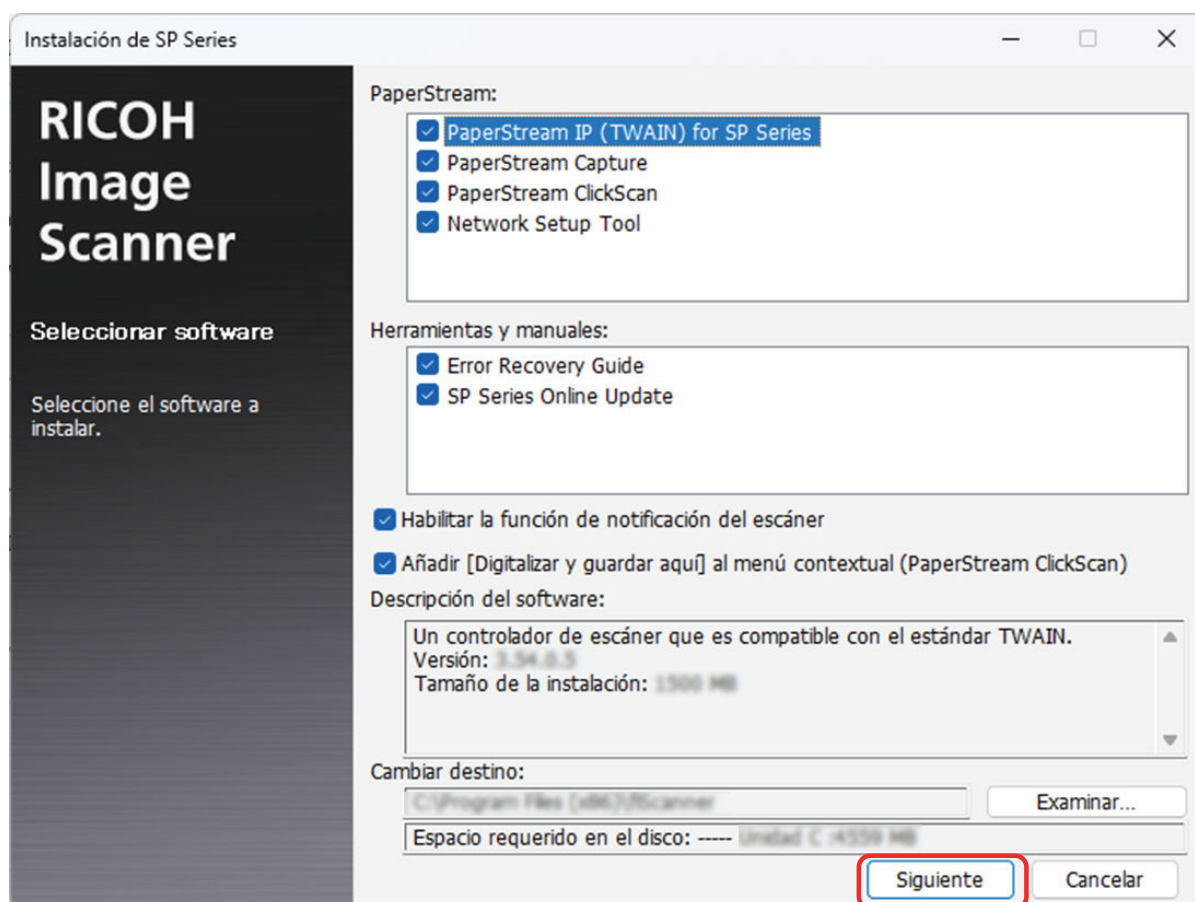 Instalación de SP Series
RICOH
Image
Scanner
Seleccionar software
Seleccione el software a
instalar.
PaperStream:
PaperStream IP (TWAIN) for SP Series
PaperStream Capture
PaperStream ClickScan
Network Setup Tool
Herramientas y manuales:
Error Recovery Guide
SP Series Online Update
Habilitar la función de notificación del escáner
Añadir [Digitalizar y guardar aquí] al menú contextual (PaperStream ClickScan)
Descripción del software:
Un controlador de escáner que es compatible con el estándar TWAIN.
Versión:
Tamaño de la instalación:
Cambiar destino:
Examinar...
Espacio requerido en el disco: -----
Siguiente
Cancelar